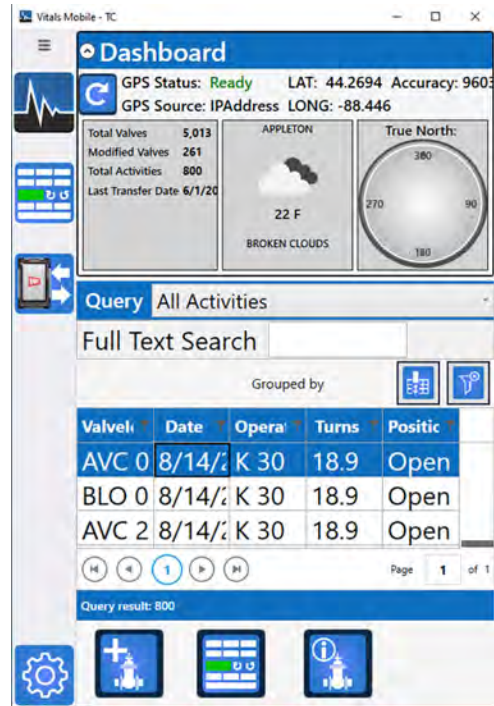 Vitals Mobile - TC
Dashboard
GPS Status: Ready LAT: 44.2694 Accuracy: 9603
GPS Source: IPAddress LONG: -88.446
Total Valves 5,013
Modified Valves 261
Total Activities 800
Last Transfer Date 6/1/20
APPLETON
22 F
BROKEN CLOUDS
True North:
360
270 90
180
Query All Activities
Full Text Search
Grouped by
Valvel Date Opera Turns Positic
AVC 0 8/14/2 K 30 18.9 Open
BLO 0 8/14/2 K 30 18.9 Open
AVC 2 8/14/2 K 30 18.9 Open
1 Page 1 of 1
Query result: 800